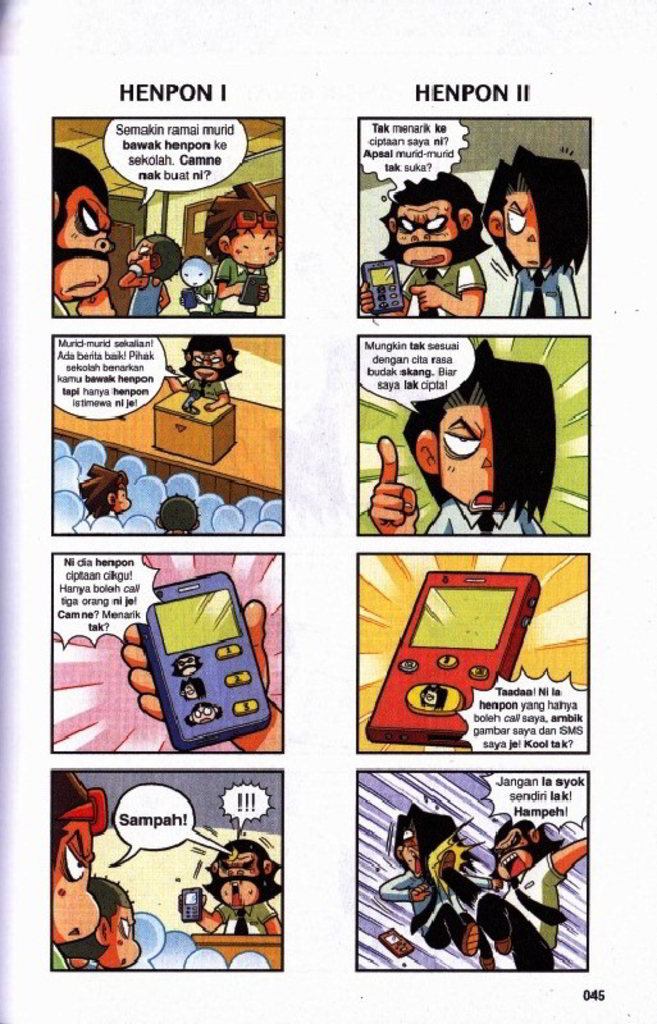 HENPON I
Semakin ramai murid
bawak henpon ke
sekolah. Camne
nak buat ni?
Murid-murid sekalian!
Ada berita baik! Pihak
sekolah benarkan
kamu bawak henpon
tapi hanya henpon
istimewa ni je!
Ni dia henpon
ciptaan cikgu!
Hanya boleh call
tiga orang ni je!
Camne? Menarik
tak?
1
2
3
Sampah!
!!!
HENPON II
Tak menarik ke
ciptaan saya ni?
Apsal murid-murid
tak suka?
Mungkin tak sesuai
dengan cita rasa
budak skang. Biar
saya lak cipta!
Taadaa! Ni la
henpon yang hanya
boleh call saya, ambik
gambar saya dan SMS
saya je! Kool tak?
Jangan la syok
sendiri lak!
Hampeh!
045